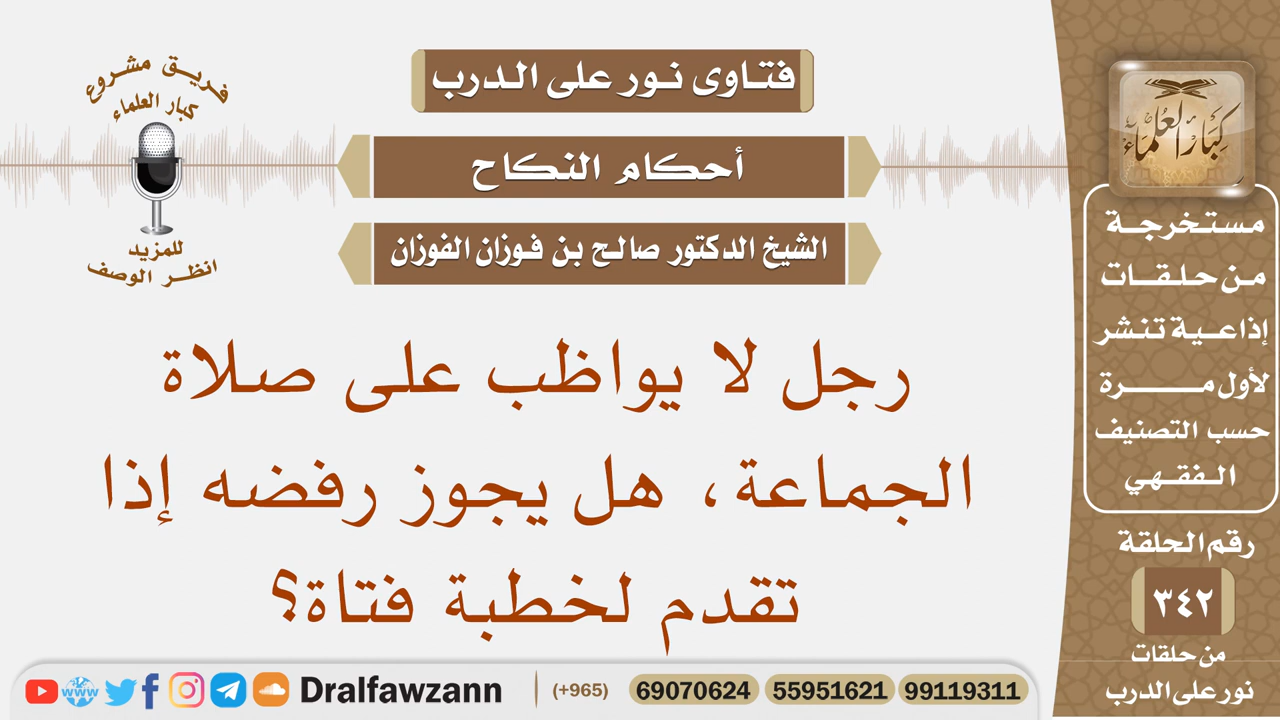 فريق مشروع
كبار العلماء
للمزيد
انظر الوصف
فتاوى نور على الدرب
أحكام النكاح
الشيخ الدكتور صالح بن فوزان الفوزان
رجل لا يواظب على صلاة
الجماعة، هل يجوز رفضه إذا
تقدم لخطبة فتاة؟
كبار العلماء
مستخرجة
من حلقات
إذاعية تنشر
لأول مرة
حسب التصنيف
الفقهي
رقم الحلقة
٣٤٢
من حلقات
نور على الدرب
www Dralfawzann (+965) 69070624 55951621 99119311